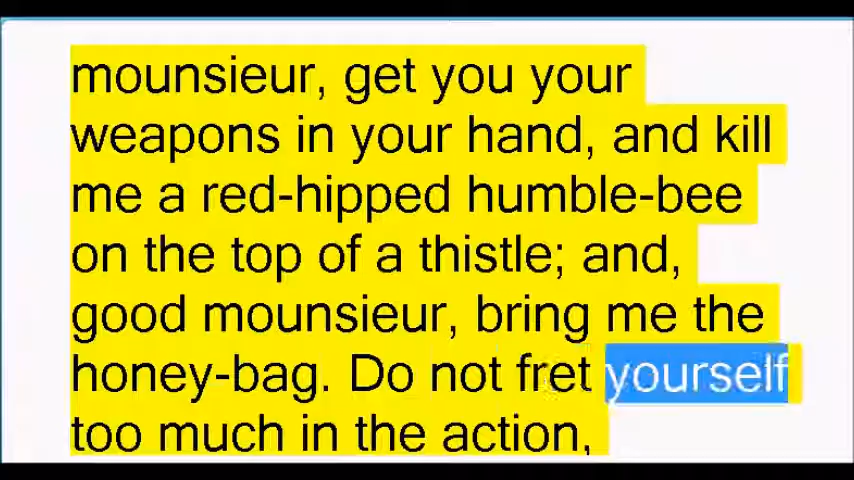 mounsieur, get you your
weapons in your hand, and kill
me a red-hipped humble-bee
on the top of a thistle; and,
good mounsieur, bring me the
honey-bag. Do not fret yourself
too much in the action,